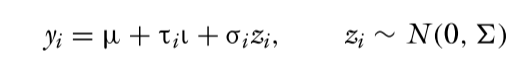 yᵢ = μ + τᵢι + σᵢzᵢ, zᵢ ∼ N(0, Σ)